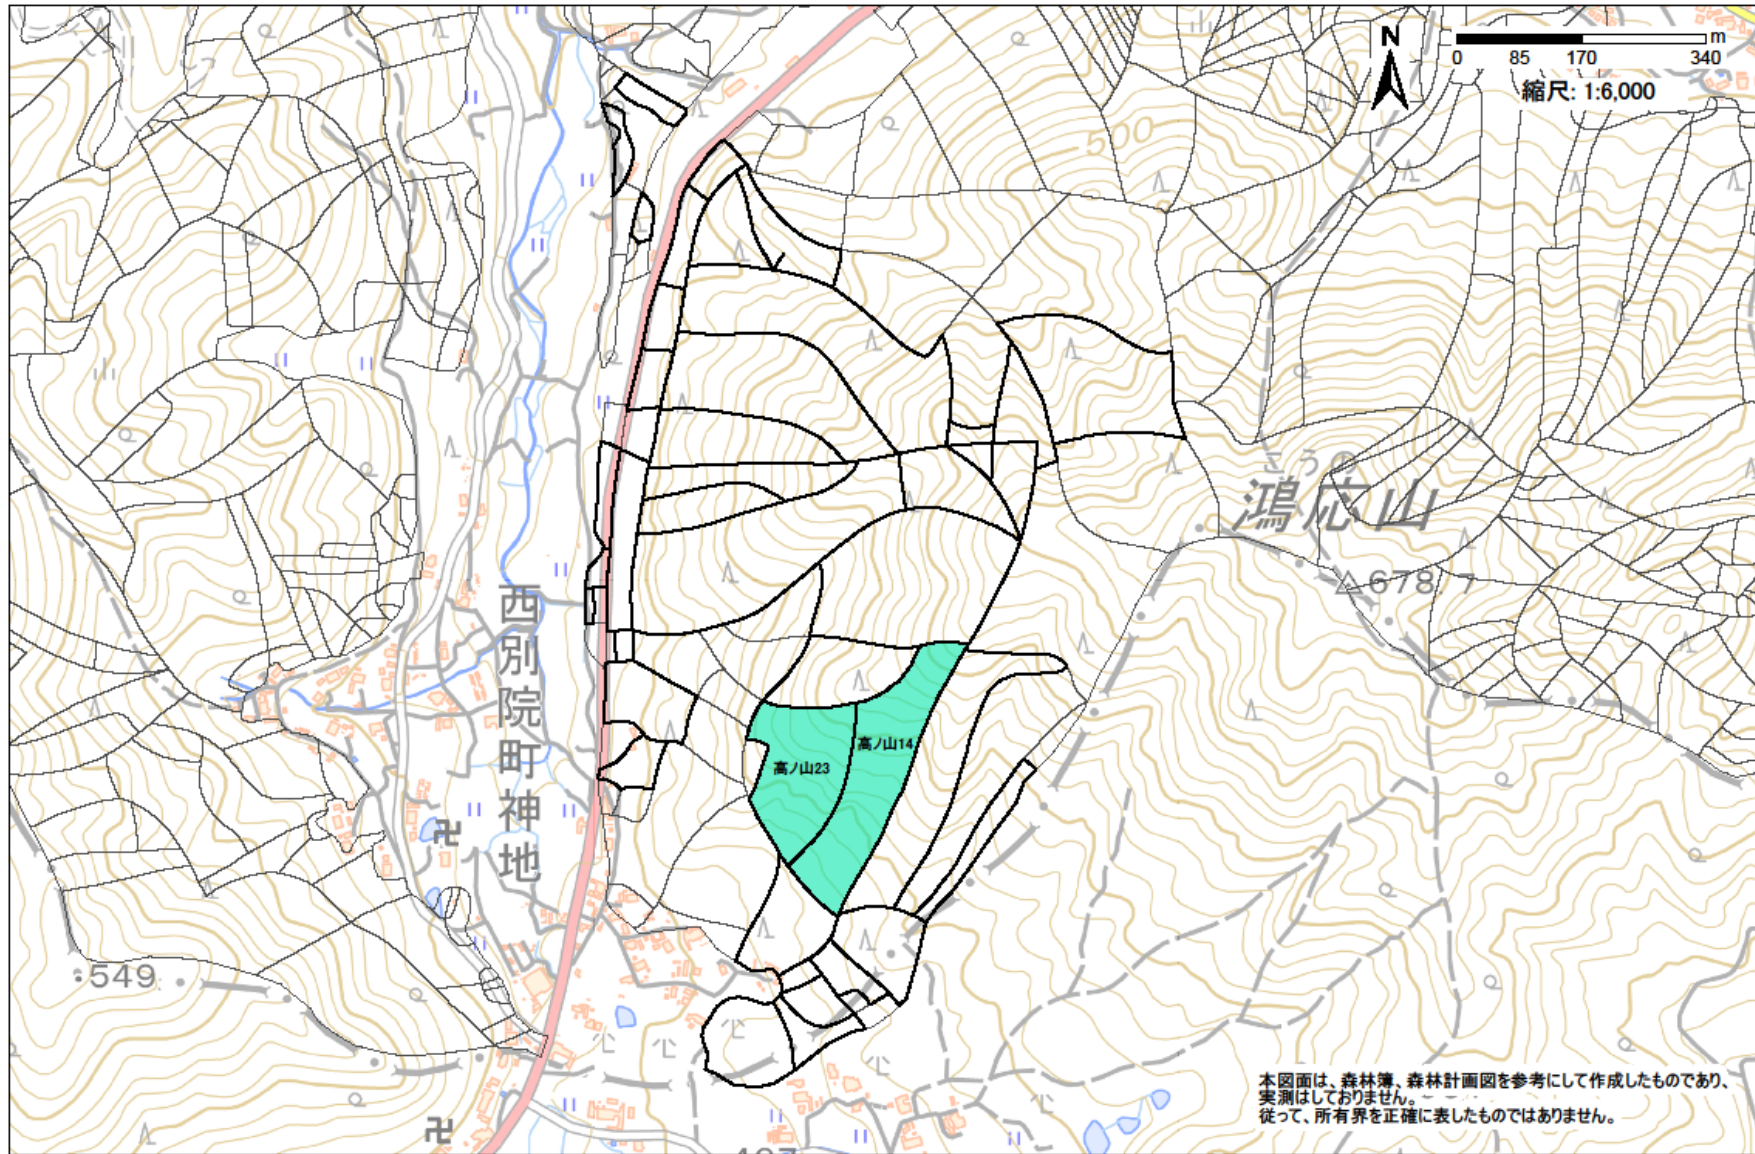 N
m
0 85 170 340
縮尺: 1:6,000
500
こうの
鴻応山
678.7
西別院町神地
高ノ山14
高ノ山23
549
本図面は、森林簿、森林計画図を参考にして作成したものであり、
実測はしておりません。
従って、所有界を正確に表したものではありません。